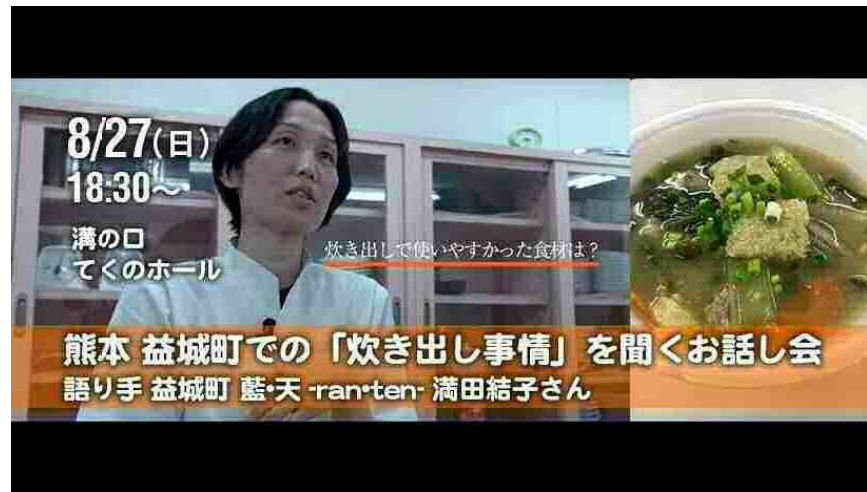 8/27(日)
18:30〜
溝の口
てくのホール
炊き出しで使いやすかった食材は？
熊本 益城町での「炊き出し事情」を聞くお話し会
語り手 益城町 藍・天 -ran・ten- 満田結子さん